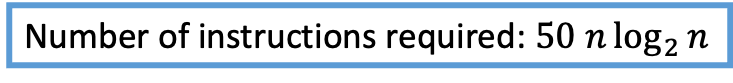 Number of instructions required: 50 n log₂ n